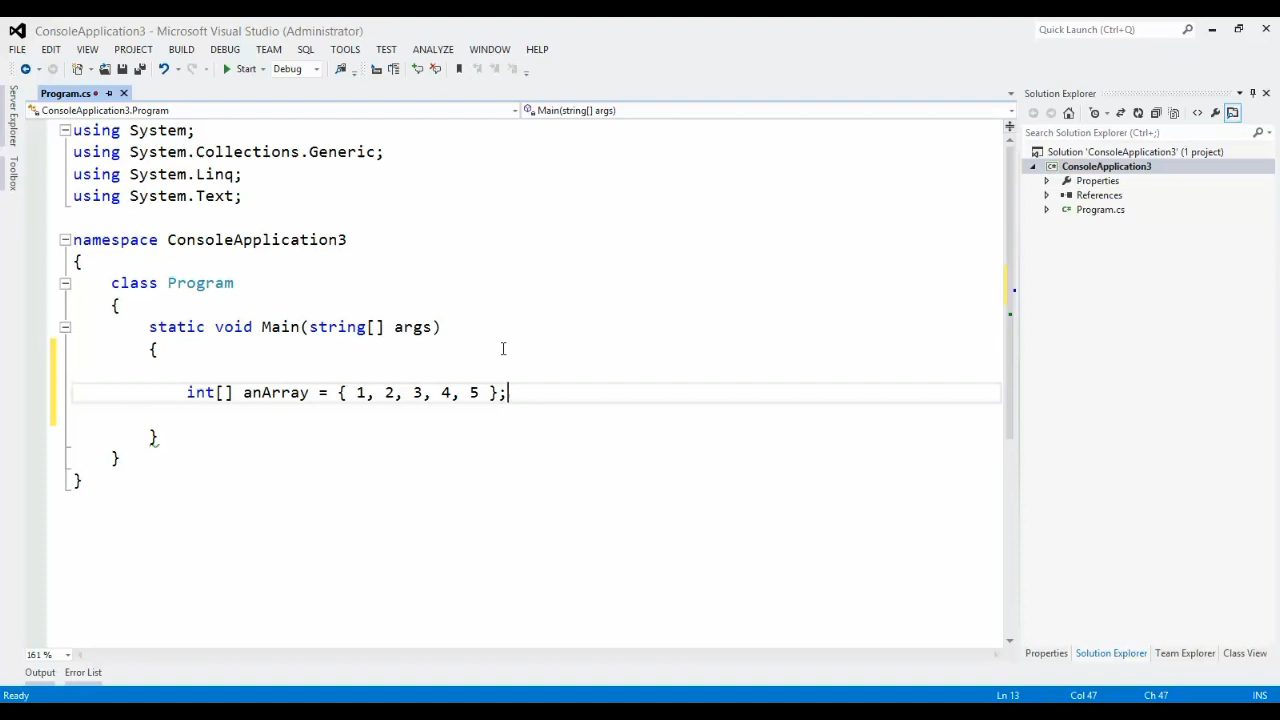 ConsoleApplication3 - Microsoft Visual Studio (Administrator)
Quick Launch (Ctrl+Q)
FILE EDIT VIEW PROJECT BUILD DEBUG TEAM SQL TOOLS TEST ANALYZE WINDOW HELP
Start Debug
Program.cs
ConsoleApplication3.Program
Main(string[] args)
Server Explorer
Toolbox
using System;
using System.Collections.Generic;
using System.Linq;
using System.Text;
namespace ConsoleApplication3
{
class Program
{
static void Main(string[] args)
{
int[] anArray = { 1, 2, 3, 4, 5 };
}
}
}
161 %
Output Error List
Solution Explorer
Search Solution Explorer (Ctrl+;)
Solution 'ConsoleApplication3' (1 project)
ConsoleApplication3
Properties
References
Program.cs
Properties Solution Explorer Team Explorer Class View
Ready Ln 13 Col 47 Ch 47 INS